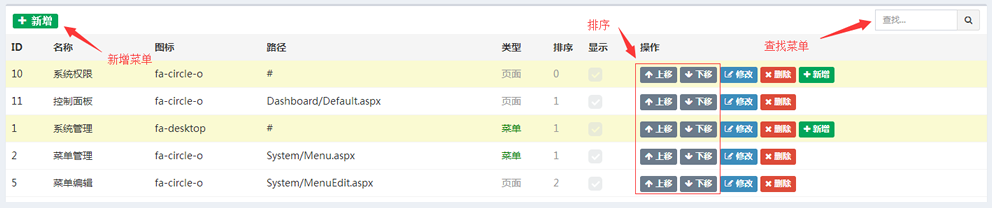 新增
排序
查找...
新增菜单
查找菜单
ID 名称 图标 路径 类型 排序 显示 操作
10 系统权限 fa-circle-o # 页面 0 上移 下移 修改 删除 新增
11 控制面板 fa-circle-o Dashboard/Default.aspx 页面 1 上移 下移 修改 删除
1 系统管理 fa-desktop # 菜单 1 上移 下移 修改 删除 新增
2 菜单管理 fa-circle-o System/Menu.aspx 菜单 1 上移 下移 修改 删除
5 菜单编辑 fa-circle-o System/MenuEdit.aspx 页面 2 上移 下移 修改 删除